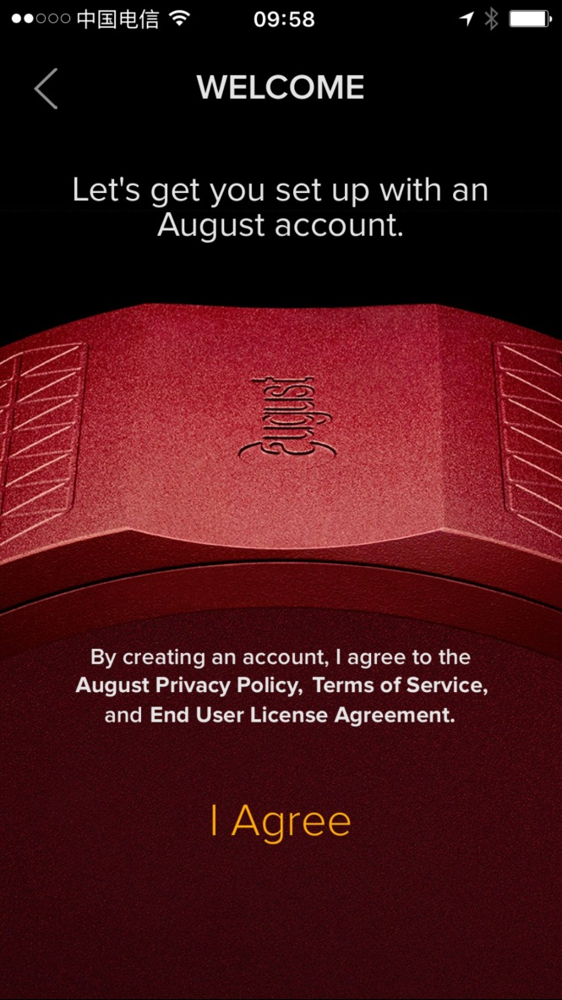 中国电信 09:58
WELCOME
Let's get you set up with an
August account.
august
By creating an account, I agree to the
August Privacy Policy, Terms of Service,
and End User License Agreement.
I Agree